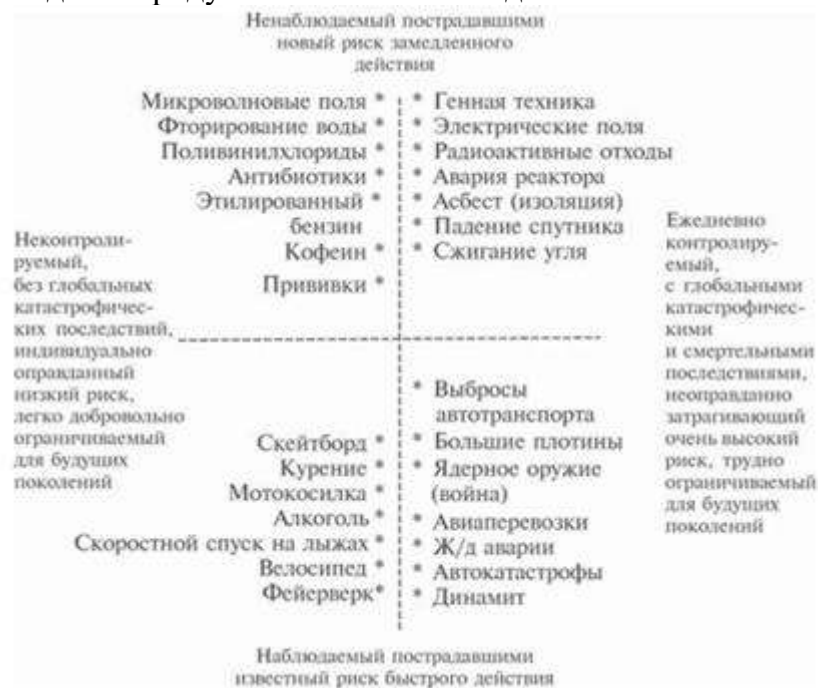 Ненаблюдаемый пострадавшими
новый риск замедленного
действия
Микроволновые поля *
Фторирование воды *
Поливинилхлориды *
Антибиотики *
Этилированный *
бензин
Кофеин *
Прививки *
* Генная техника
* Электрические поля
* Радиоактивные отходы
* Авария реактора
* Асбест (изоляция)
* Падение спутника
* Сжигание угля
Неконтроли-
руемый,
без глобальных
катастрофичес-
ких последствий,
индивидуально
оправданный
низкий риск,
легко добровольно
ограничиваемый
для будущих
поколений
Ежедневно
контролиру-
емый,
с глобальными
катастрофичес-
кими
и смертельными
последствиями,
неоправданно
затрагивающий
очень высокий
риск, трудно
ограничиваемый
для будущих
поколений
Скейтборд *
Курение *
Мотокосилка *
Алкоголь *
Скоростной спуск на лыжах *
Велосипед *
Фейерверк*
* Выбросы
автотранспорта
* Большие плотины
* Ядерное оружие
(война)
* Авиаперевозки
* Ж/д аварии
* Автокатастрофы
* Динамит
Наблюдаемый пострадавшими
известный риск быстрого действия